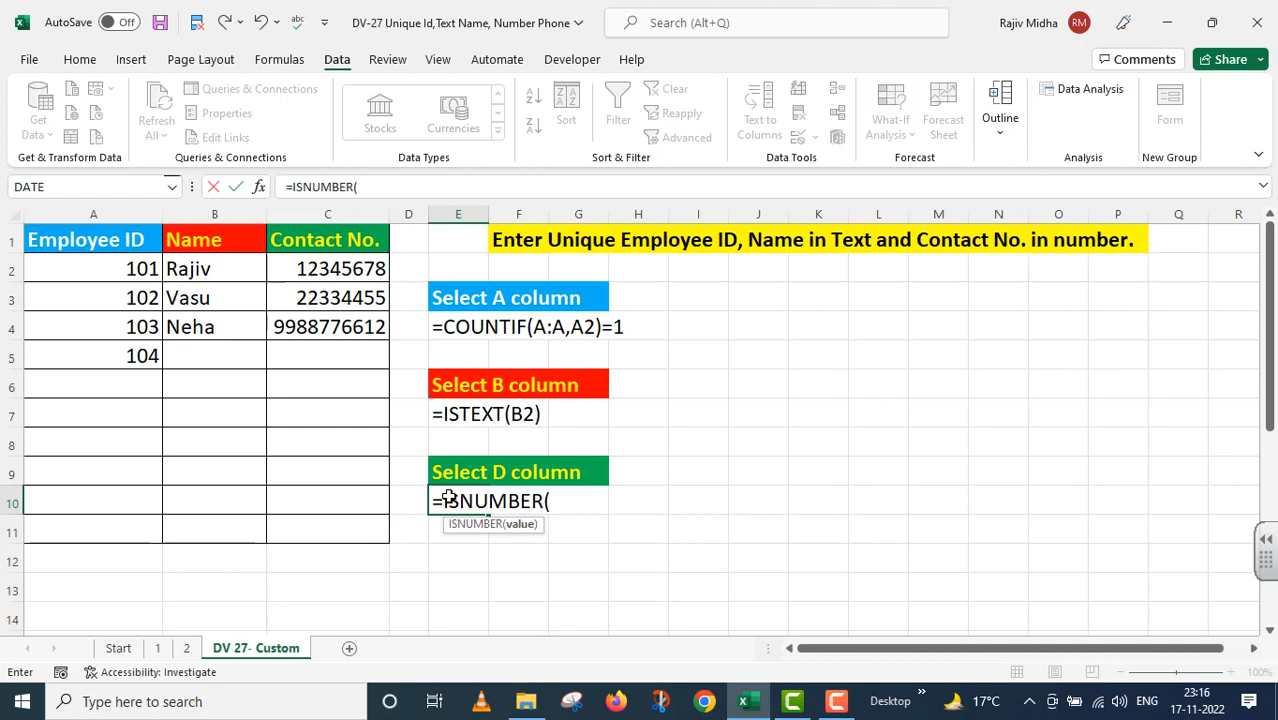 AutoSave Off abc DV-27 Unique Id,Text Name, Number Phone Search (Alt+Q) Rajiv Midha RM
File Home Insert Page Layout Formulas Data Review View Automate Developer Help Comments Share
Get Data Refresh All Queries & Connections Properties Edit Links Stocks Currencies Sort Filter Clear Reapply Advanced Text to Columns What-If Analysis Forecast Sheet Outline Data Analysis Form
Get & Transform Data Queries & Connections Data Types Sort & Filter Data Tools Forecast Analysis New Group
DATE fx =ISNUMBER(
A B C D E F G H I J K L M N O P Q R
1 Employee ID Name Contact No. Enter Unique Employee ID, Name in Text and Contact No. in number.
2 101 Rajiv 12345678
3 102 Vasu 22334455 Select A column
4 103 Neha 9988776612 =COUNTIF(A:A,A2)=1
5 104
6 Select B column
7 =ISTEXT(B2)
8
9 Select D column
10 =ISNUMBER(
11 ISNUMBER(value)
12
13
14
Start 1 2 DV 27- Custom
Enter Accessibility: Investigate 100%
Type here to search Desktop 17°C ENG 23:16
17-11-2022